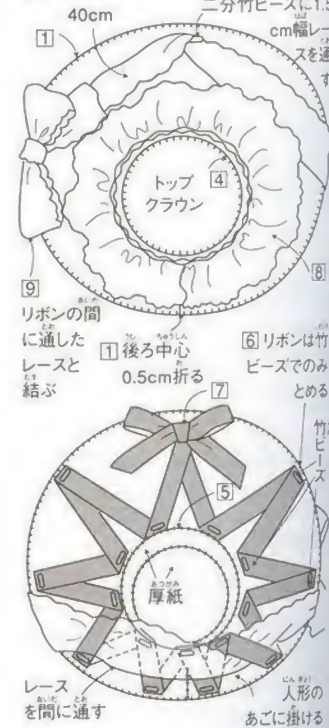 40cm
二分竹ビーズに1.5
cm幅レー
スを通
す
1
トップ
クラウン
4
8
9
リボンの間
に通した
レースと
結ぶ
1 後ろ中心
0.5cm折る
6 リボンは竹
ビーズでのみ
とめる
7
竹
ビーズ
5
厚紙
レース
を間に通す
人形の
あごに掛ける